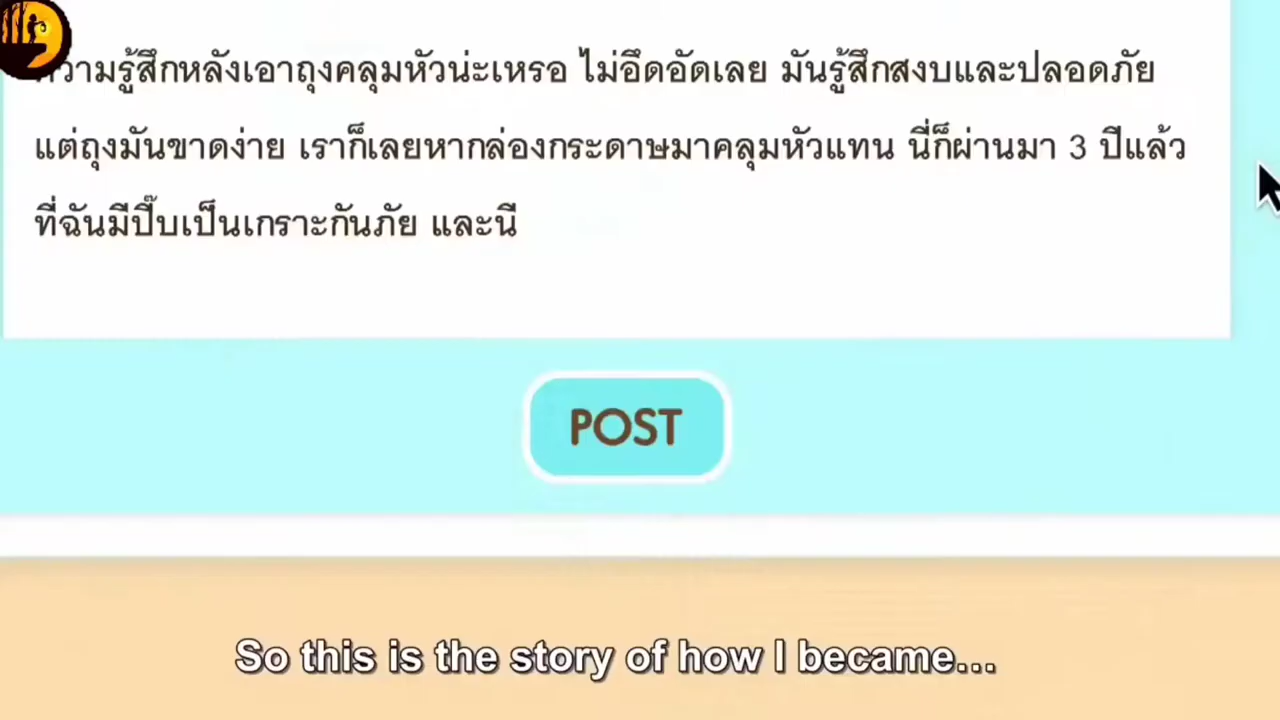 ความรู้สึกหลังเอาถุงคลุมหัวน่ะเหรอ ไม่อึดอัดเลย มันรู้สึกสงบและปลอดภัย
แต่ถุงมันขาดง่าย เราก็เลยหากล่องกระดาษมาคลุมหัวแทน นี่ก็ผ่านมา 3 ปีแล้ว
ที่ฉันมีปี๊บเป็นเกราะกันภัย และนี
POST
So this is the story of how I became...